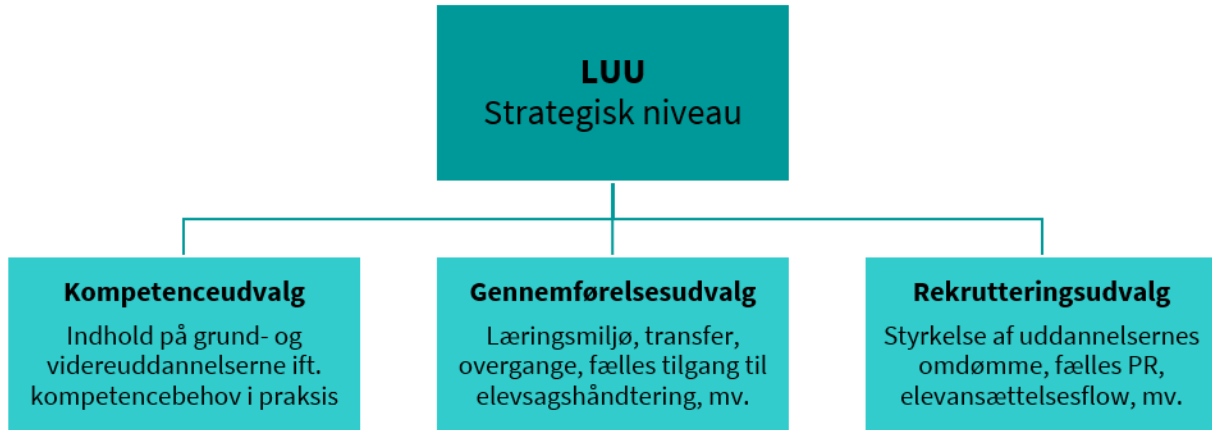 LUU
Strategisk niveau
Kompetenceudvalg
Indhold på grund- og
videreuddannelserne ift.
kompetencebehov i praksis
Gennemførelsesudvalg
Læringsmiljø, transfer,
overgange, fælles tilgang til
elevsagshåndtering, mv.
Rekrutteringsudvalg
Styrkelse af uddannelsernes
omdømme, fælles PR,
elevansættelsesflow, mv.